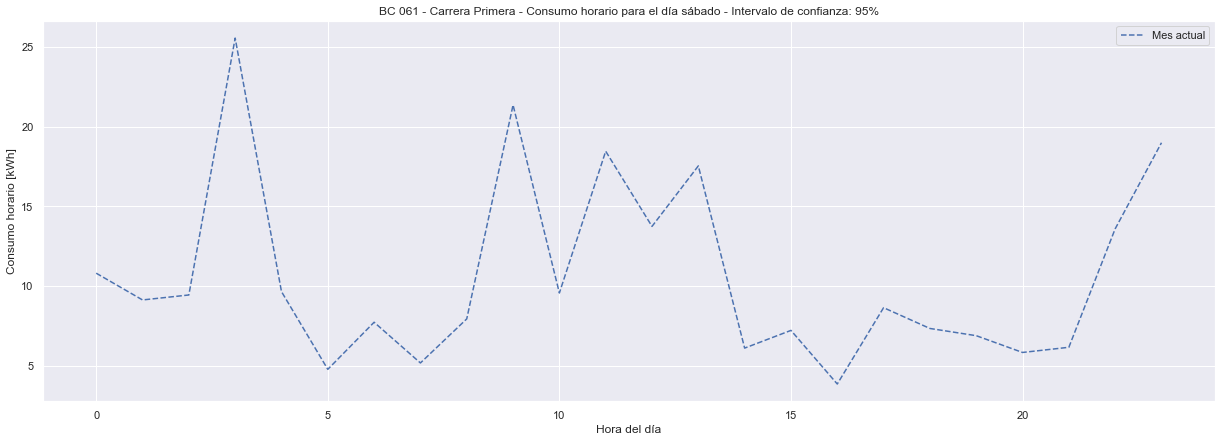 BC 061 - Carrera Primera - Consumo horario para el día sábado - Intervalo de confianza: 95%
Mes actual
Consumo horario [kWh]
25
20
15
10
5
0
5
10
15
20
Hora del día